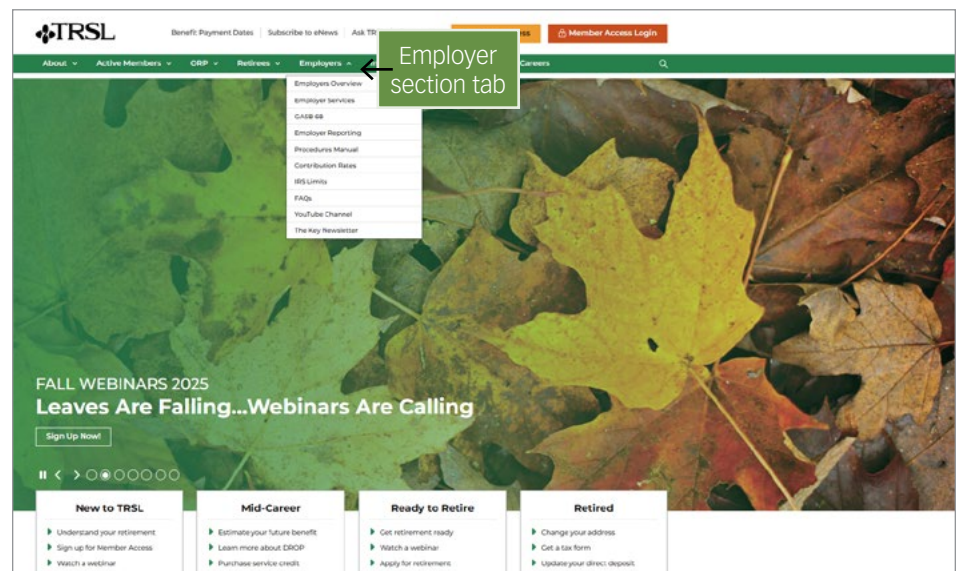 TRSL
Benefit Payment Dates Subscribe to eNews Ask TR
Member Access Login
About Active Members ORP Retirees Employers Careers
Employer
section tab
Employers Overview
Employer Services
GASB 68
Employer Reporting
Procedures Manual
Contribution Rates
IRS Limits
FAQs
YouTube Channel
The Key Newsletter
FALL WEBINARS 2025
Leaves Are Falling...Webinars Are Calling
Sign Up Now!
New to TRSL
Understand your retirement
Sign up for Member Access
Watch a webinar
Mid-Career
Estimate your future benefit
Learn more about DROP
Purchase service credit
Ready to Retire
Get retirement ready
Watch a webinar
Apply for retirement
Retired
Change your address
Get a tax form
Update your direct deposit